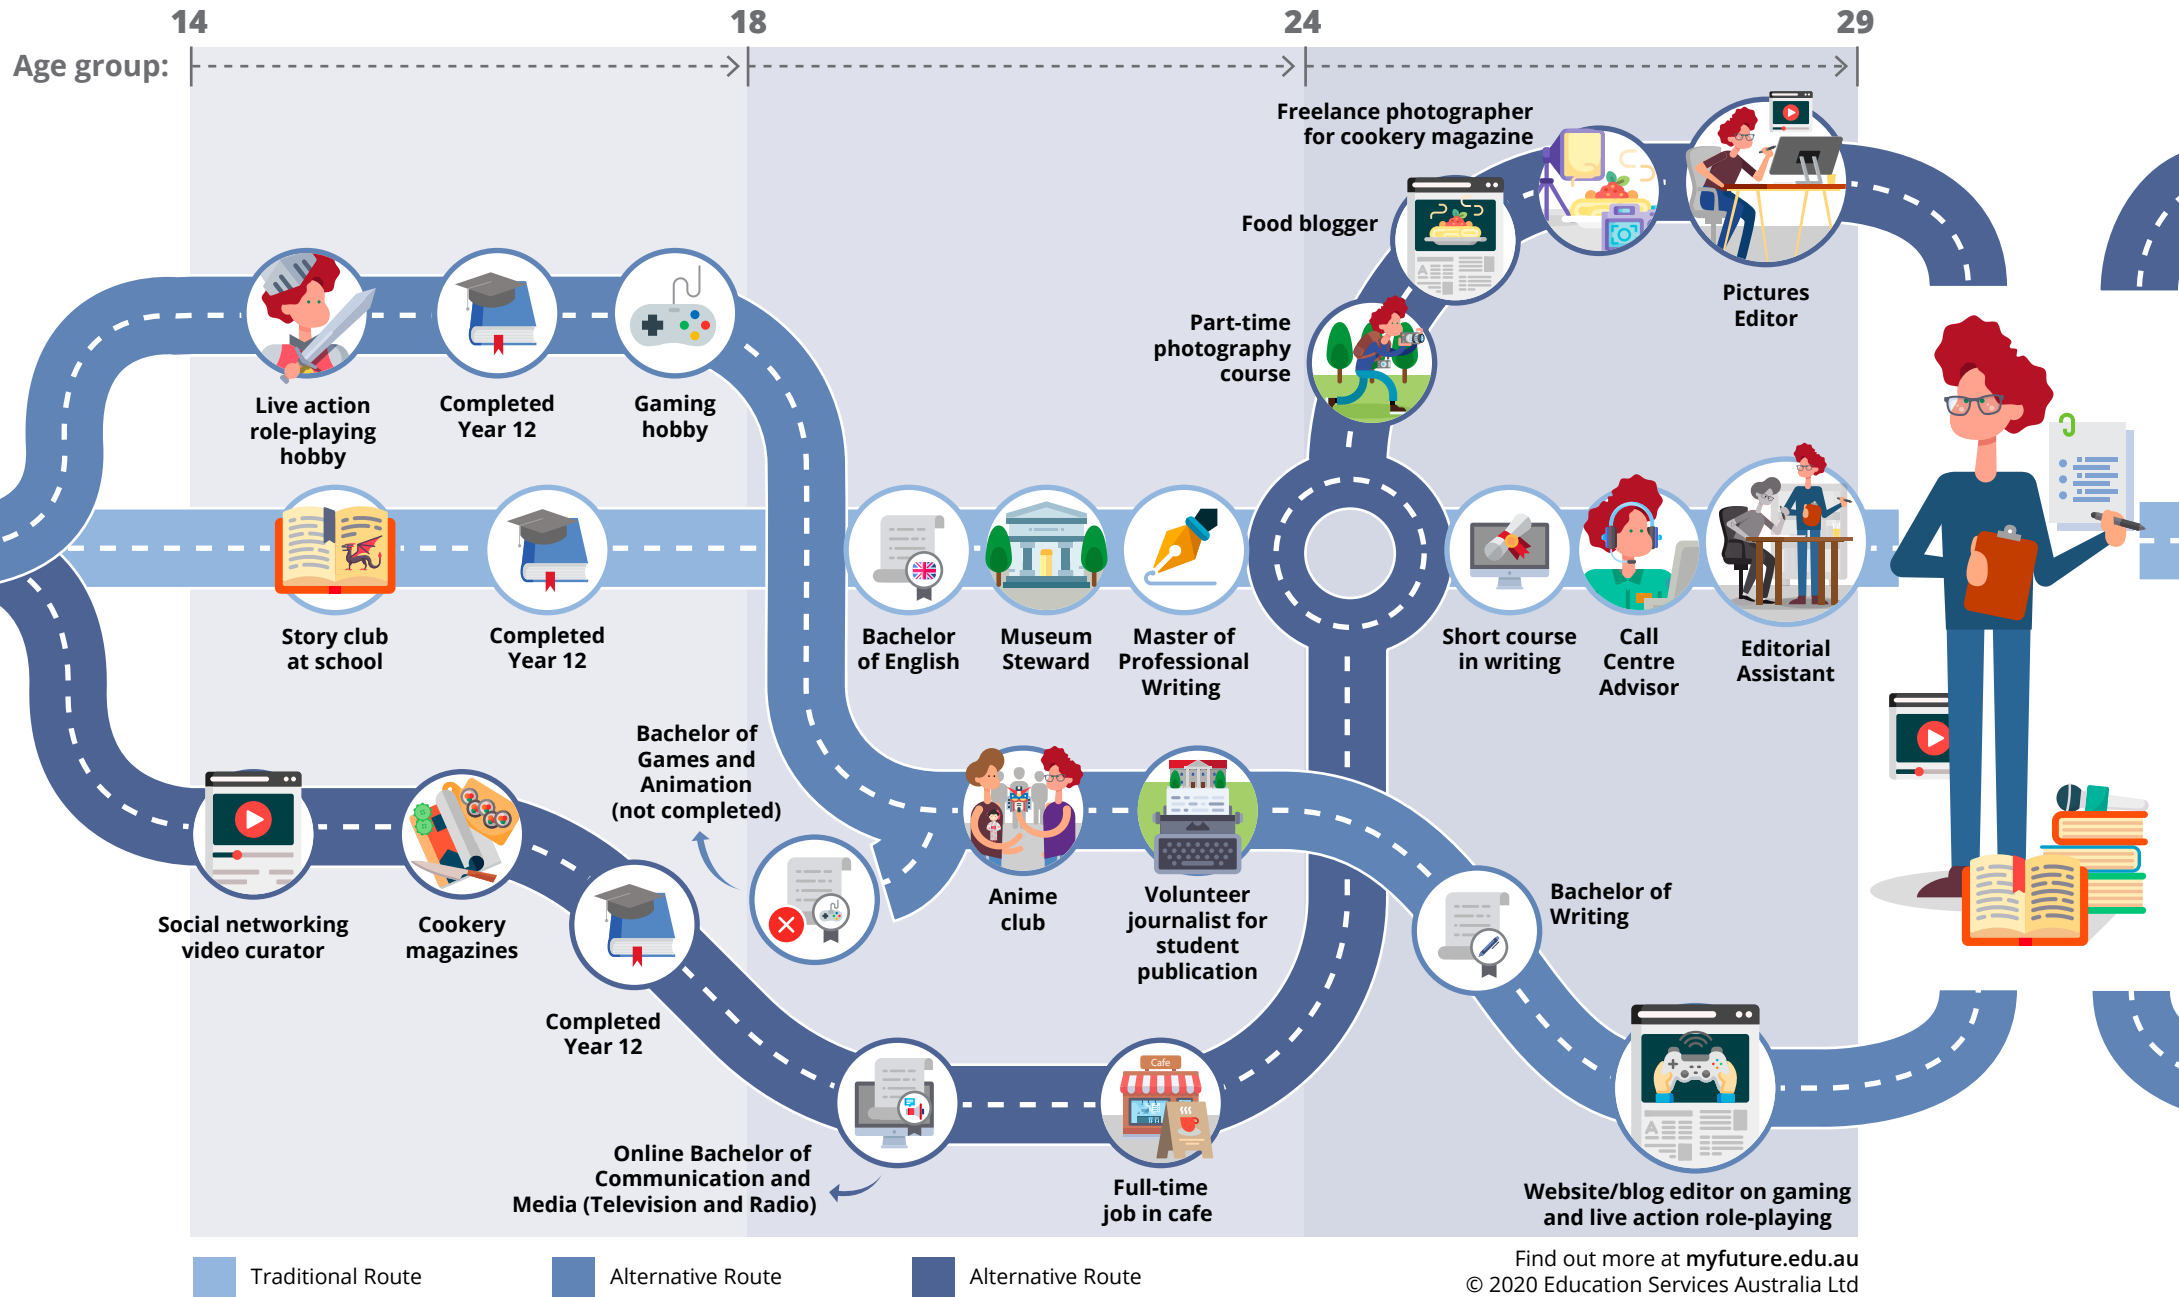 14
18
24
29
Age group:
Freelance photographer
for cookery magazine
Food blogger
Part-time
photography
course
Pictures
Editor
Live action
role-playing
hobby
Completed
Year 12
Gaming
hobby
Story club
at school
Completed
Year 12
Bachelor
of English
Museum
Steward
Master of
Professional
Writing
Short course
in writing
Call
Centre
Advisor
Editorial
Assistant
Bachelor of
Games and
Animation
(not completed)
Social networking
video curator
Cookery
magazines
Completed
Year 12
Anime
club
Volunteer
journalist for
student
publication
Bachelor of
Writing
Online Bachelor of
Communication and
Media (Television and Radio)
Cafe
Full-time
job in cafe
A
A
Website/blog editor on gaming
and live action role-playing
Traditional Route
Alternative Route
Alternative Route
Find out more at myfuture.edu.au
© 2020 Education Services Australia Ltd